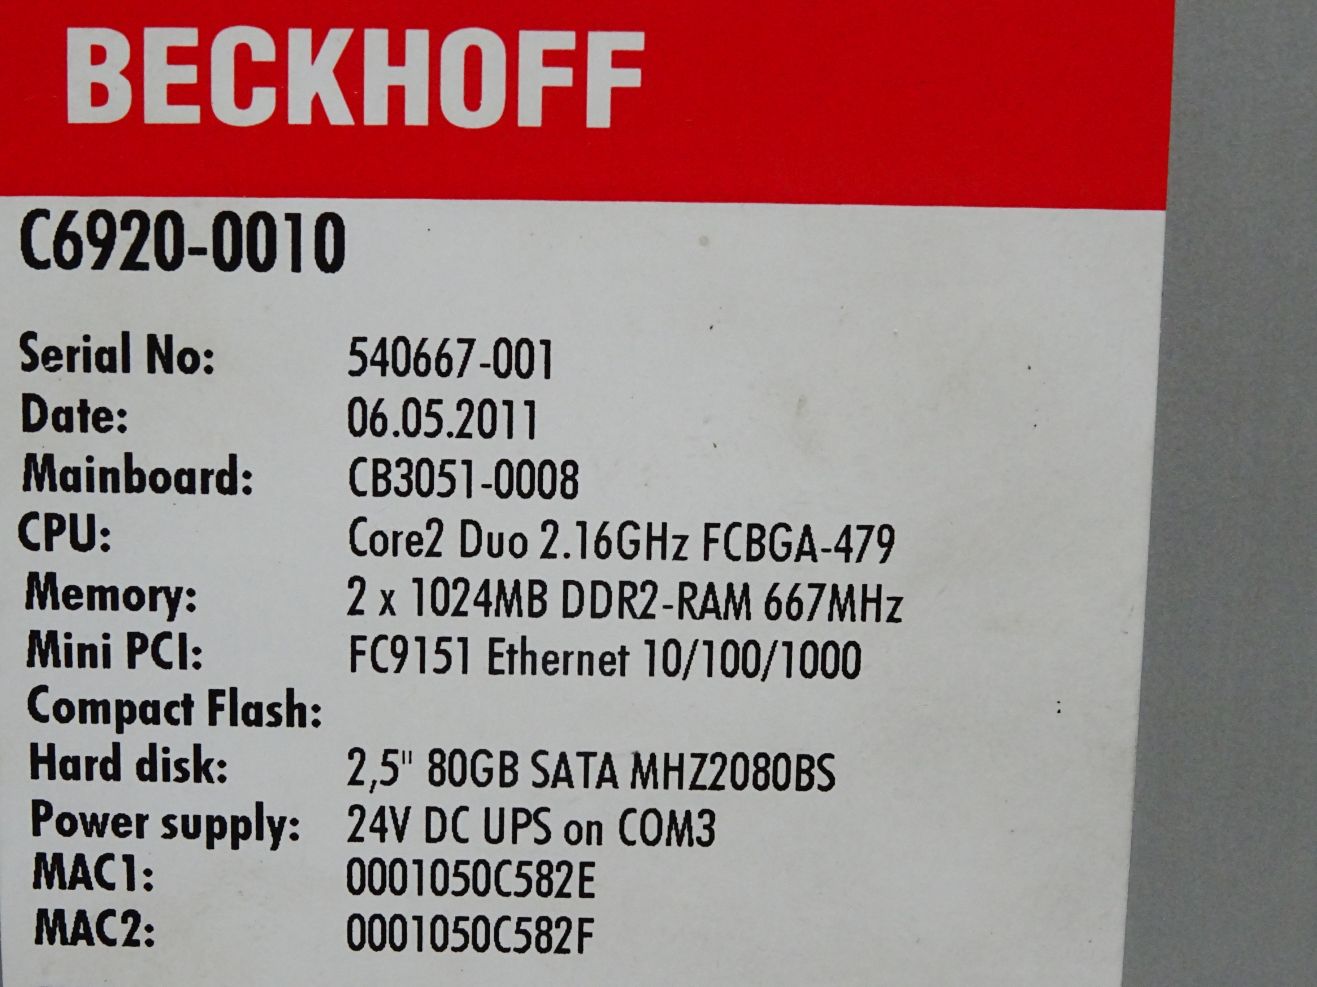 BECKHOFF
C6920-0010
Serial No: 540667-001
Date: 06.05.2011
Mainboard: CB3051-0008
CPU: Core2 Duo 2.16GHz FCBGA-479
Memory: 2 x 1024MB DDR2-RAM 667MHz
Mini PCI: FC9151 Ethernet 10/100/1000
Compact Flash:
Hard disk: 2,5" 80GB SATA MHZ2080BS
Power supply: 24V DC UPS on COM3
MAC1: 0001050C582E
MAC2: 0001050C582F